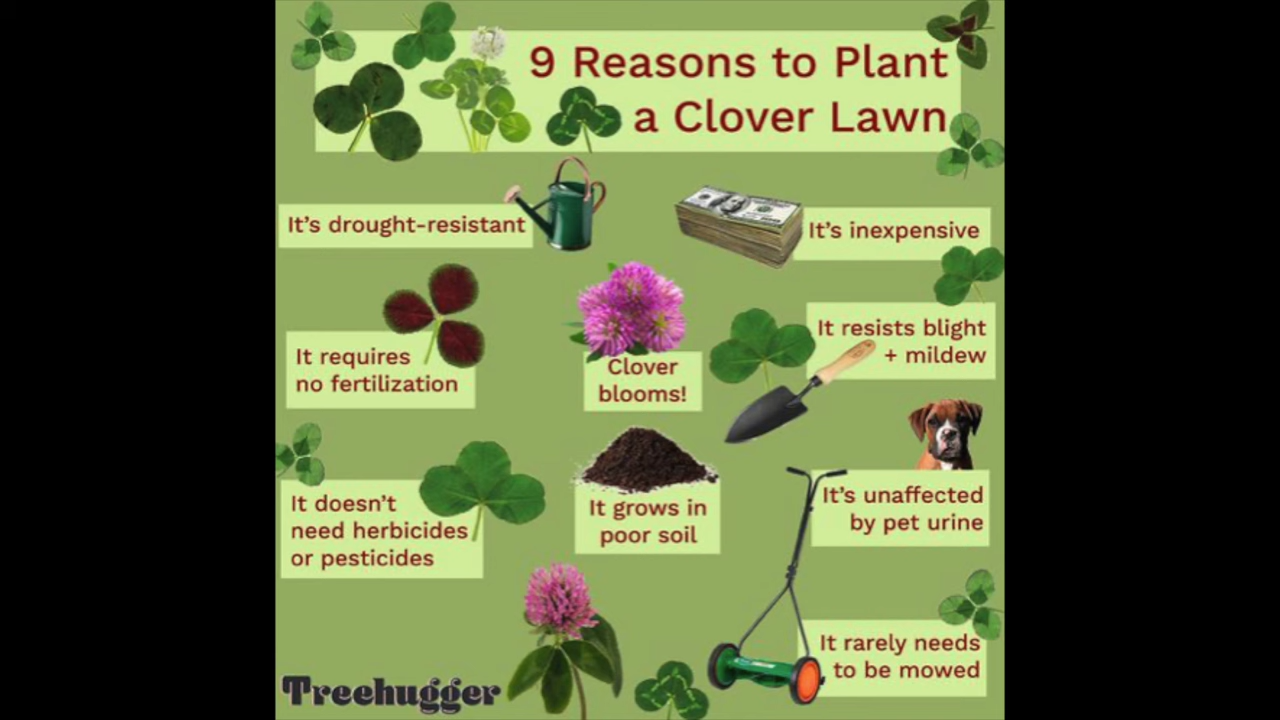 9 Reasons to Plant
a Clover Lawn
It's drought-resistant
It's inexpensive
It requires
no fertilization
Clover
blooms!
It resists blight
+ mildew
It doesn't
need herbicides
or pesticides
It grows in
poor soil
It's unaffected
by pet urine
It rarely needs
to be mowed
Treehugger